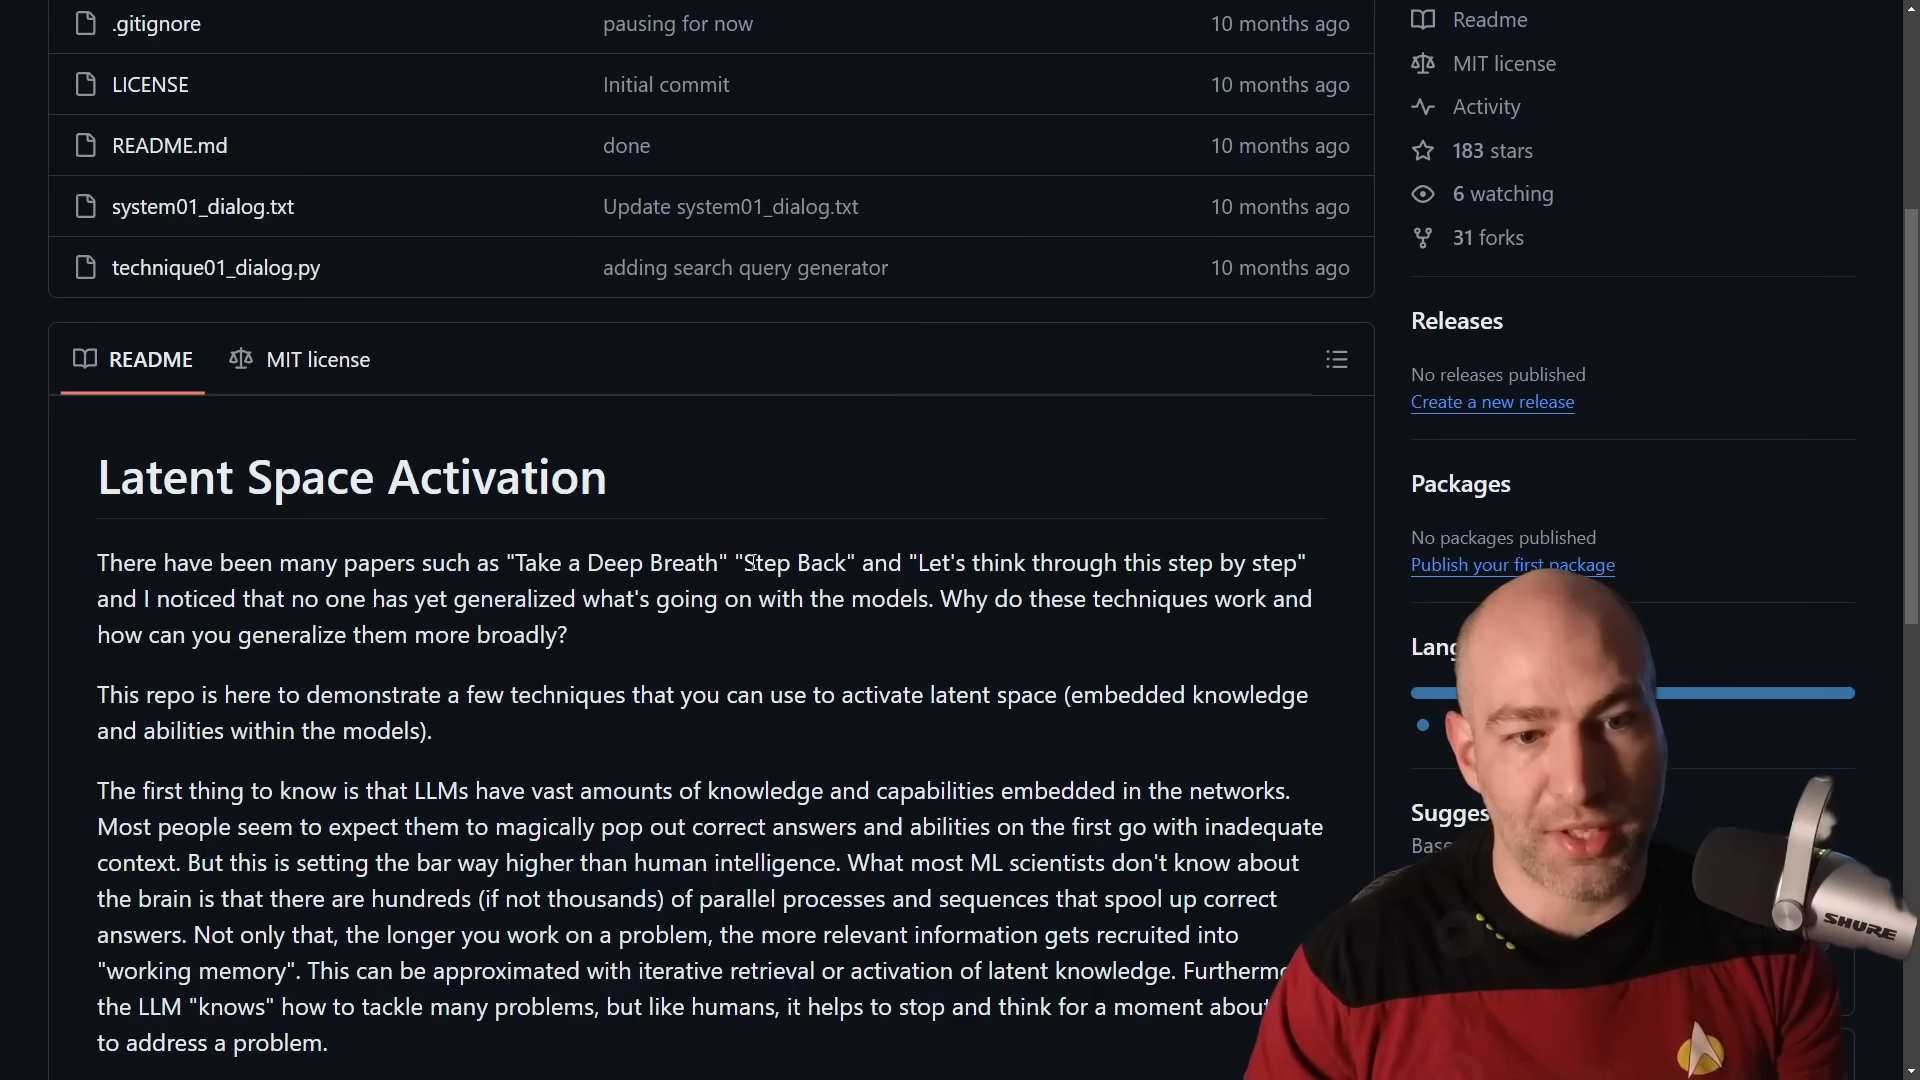 .gitignore pausing for now 10 months ago
LICENSE Initial commit 10 months ago
README.md done 10 months ago
system01_dialog.txt Update system01_dialog.txt 10 months ago
technique01_dialog.py adding search query generator 10 months ago
README MIT license
Latent Space Activation
There have been many papers such as "Take a Deep Breath" "Step Back" and "Let's think through this step by step"
and I noticed that no one has yet generalized what's going on with the models. Why do these techniques work and
how can you generalize them more broadly?
This repo is here to demonstrate a few techniques that you can use to activate latent space (embedded knowledge
and abilities within the models).
The first thing to know is that LLMs have vast amounts of knowledge and capabilities embedded in the networks.
Most people seem to expect them to magically pop out correct answers and abilities on the first go with inadequate
context. But this is setting the bar way higher than human intelligence. What most ML scientists don't know about
the brain is that there are hundreds (if not thousands) of parallel processes and sequences that spool up correct
answers. Not only that, the longer you work on a problem, the more relevant information gets recruited into
"working memory". This can be approximated with iterative retrieval or activation of latent knowledge. Furtherm
the LLM "knows" how to tackle many problems, but like humans, it helps to stop and think for a moment about
to address a problem.
Readme
MIT license
Activity
183 stars
6 watching
31 forks
Releases
No releases published
Create a new release
Packages
No packages published
Publish your first package
Lang
Sugges
Base
SHURE